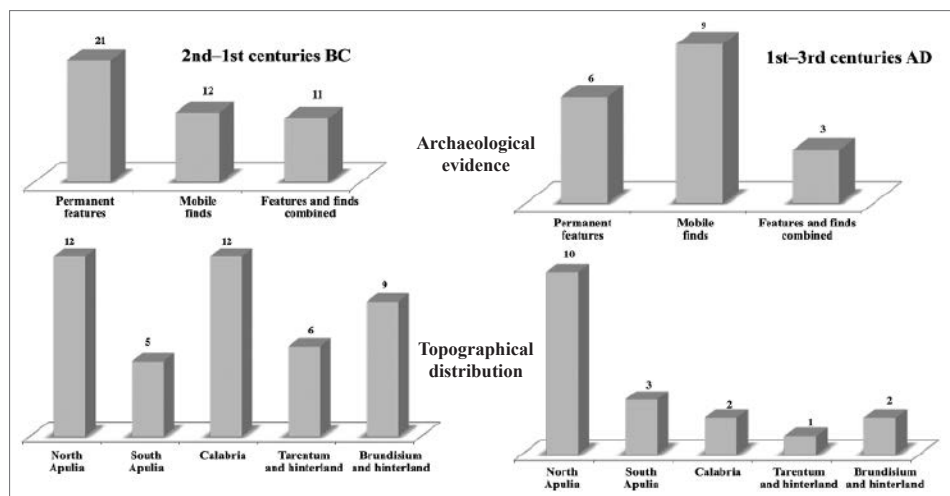 2nd–1st centuries BC
21
12
11
Permanent
features
Mobile
finds
Features and finds
combined
Archaeological
evidence
1st–3rd centuries AD
6
9
3
Permanent
features
Mobile
finds
Features and finds
combined
12
5
12
6
9
North
Apulia
South
Apulia
Calabria
Tarentum
and hinterland
Brundisium
and hinterland
Topographical
distribution
10
3
2
1
2
North
Apulia
South
Apulia
Calabria
Tarentum
and hinterland
Brundisium
and hinterland